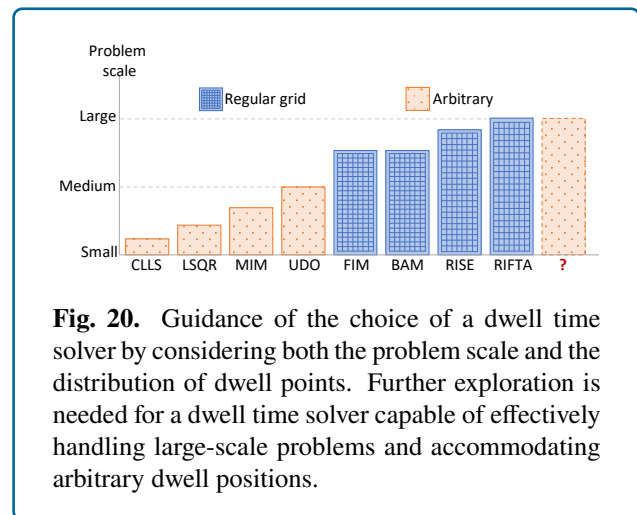 Problem
scale
Regular grid
Arbitrary
Large
Medium
Small
CLLS LSQR MIM UDO FIM BAM RISE RIFTA ?
Fig. 20. Guidance of the choice of a dwell time
solver by considering both the problem scale and the
distribution of dwell points. Further exploration is
needed for a dwell time solver capable of effectively
handling large-scale problems and accommodating
arbitrary dwell positions.